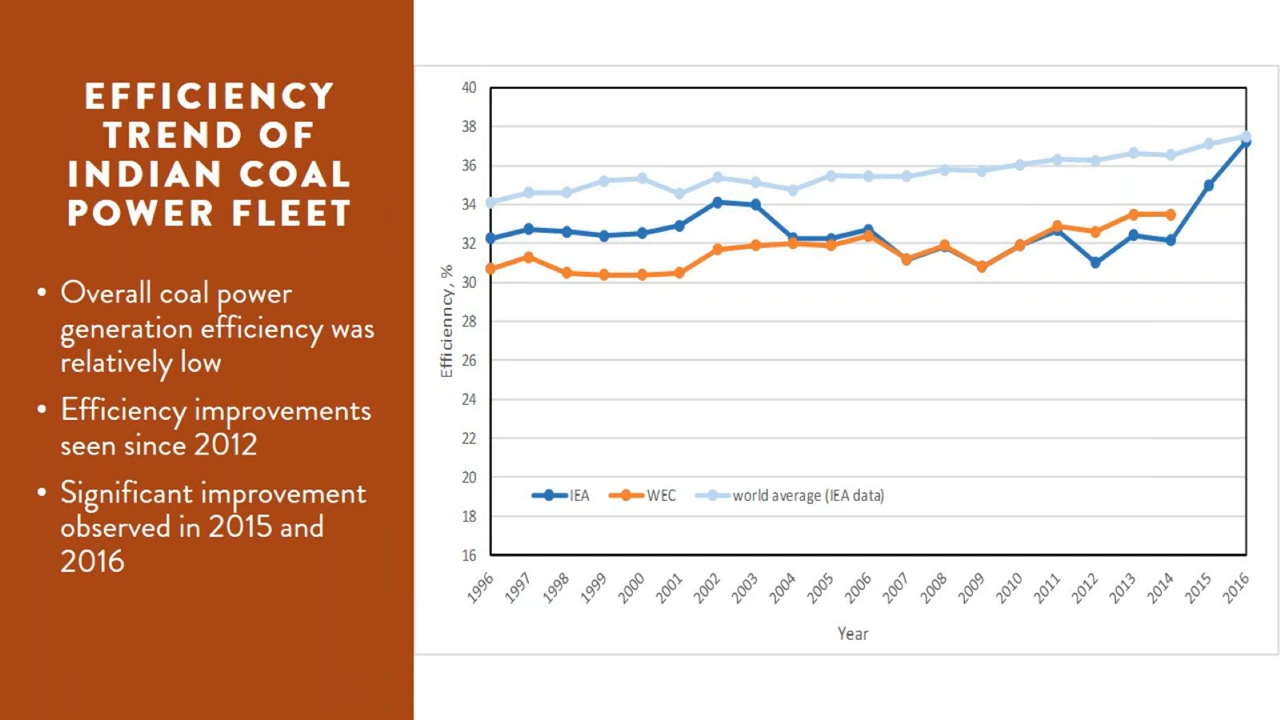 EFFICIENCY
TREND OF
INDIAN COAL
POWER FLEET
• Overall coal power
generation efficiency was
relatively low
• Efficiency improvements
seen since 2012
• Significant improvement
observed in 2015 and
2016
40
38
36
34
32
30
28
26
24
22
20
18
16
Efficienncy, %
IEA WEC world average (IEA data)
1996 1997 1998 1999 2000 2001 2002 2003 2004 2005 2006 2007 2008 2009 2010 2011 2012 2013 2014 2015 2016
Year